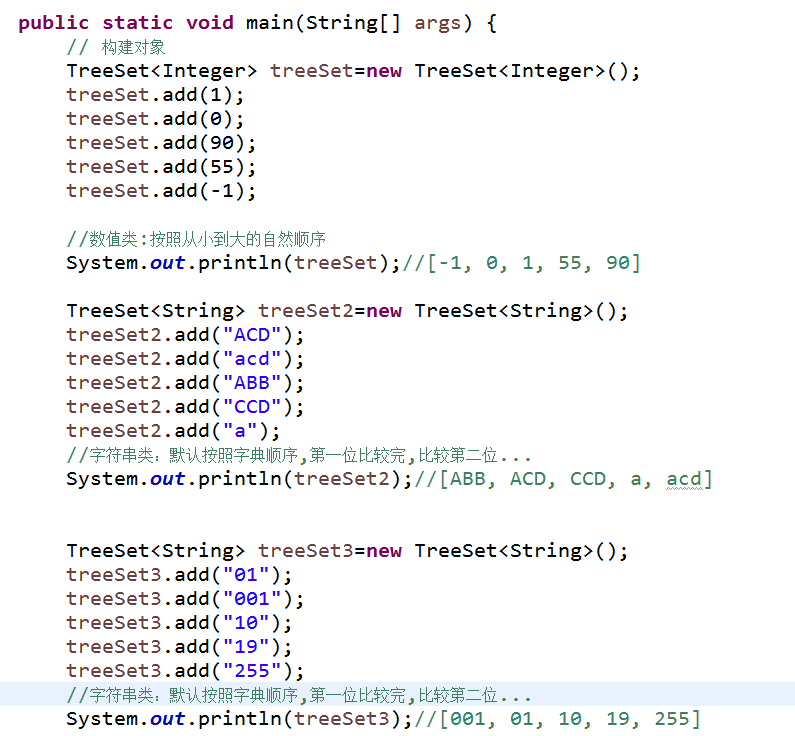 public static void main(String[] args) {
// 构建对象
TreeSet<Integer> treeSet=new TreeSet<Integer>();
treeSet.add(1);
treeSet.add(0);
treeSet.add(90);
treeSet.add(55);
treeSet.add(-1);
//数值类:按照从小到大的自然顺序
System.out.println(treeSet);//[-1, 0, 1, 55, 90]
TreeSet<String> treeSet2=new TreeSet<String>();
treeSet2.add("ACD");
treeSet2.add("acd");
treeSet2.add("ABB");
treeSet2.add("CCD");
treeSet2.add("a");
//字符串类：默认按照字典顺序,第一位比较完,比较第二位...
System.out.println(treeSet2);//[ABB, ACD, CCD, a, acd]
TreeSet<String> treeSet3=new TreeSet<String>();
treeSet3.add("01");
treeSet3.add("001");
treeSet3.add("10");
treeSet3.add("19");
treeSet3.add("255");
//字符串类：默认按照字典顺序,第一位比较完,比较第二位...
System.out.println(treeSet3);//[001, 01, 10, 19, 255]